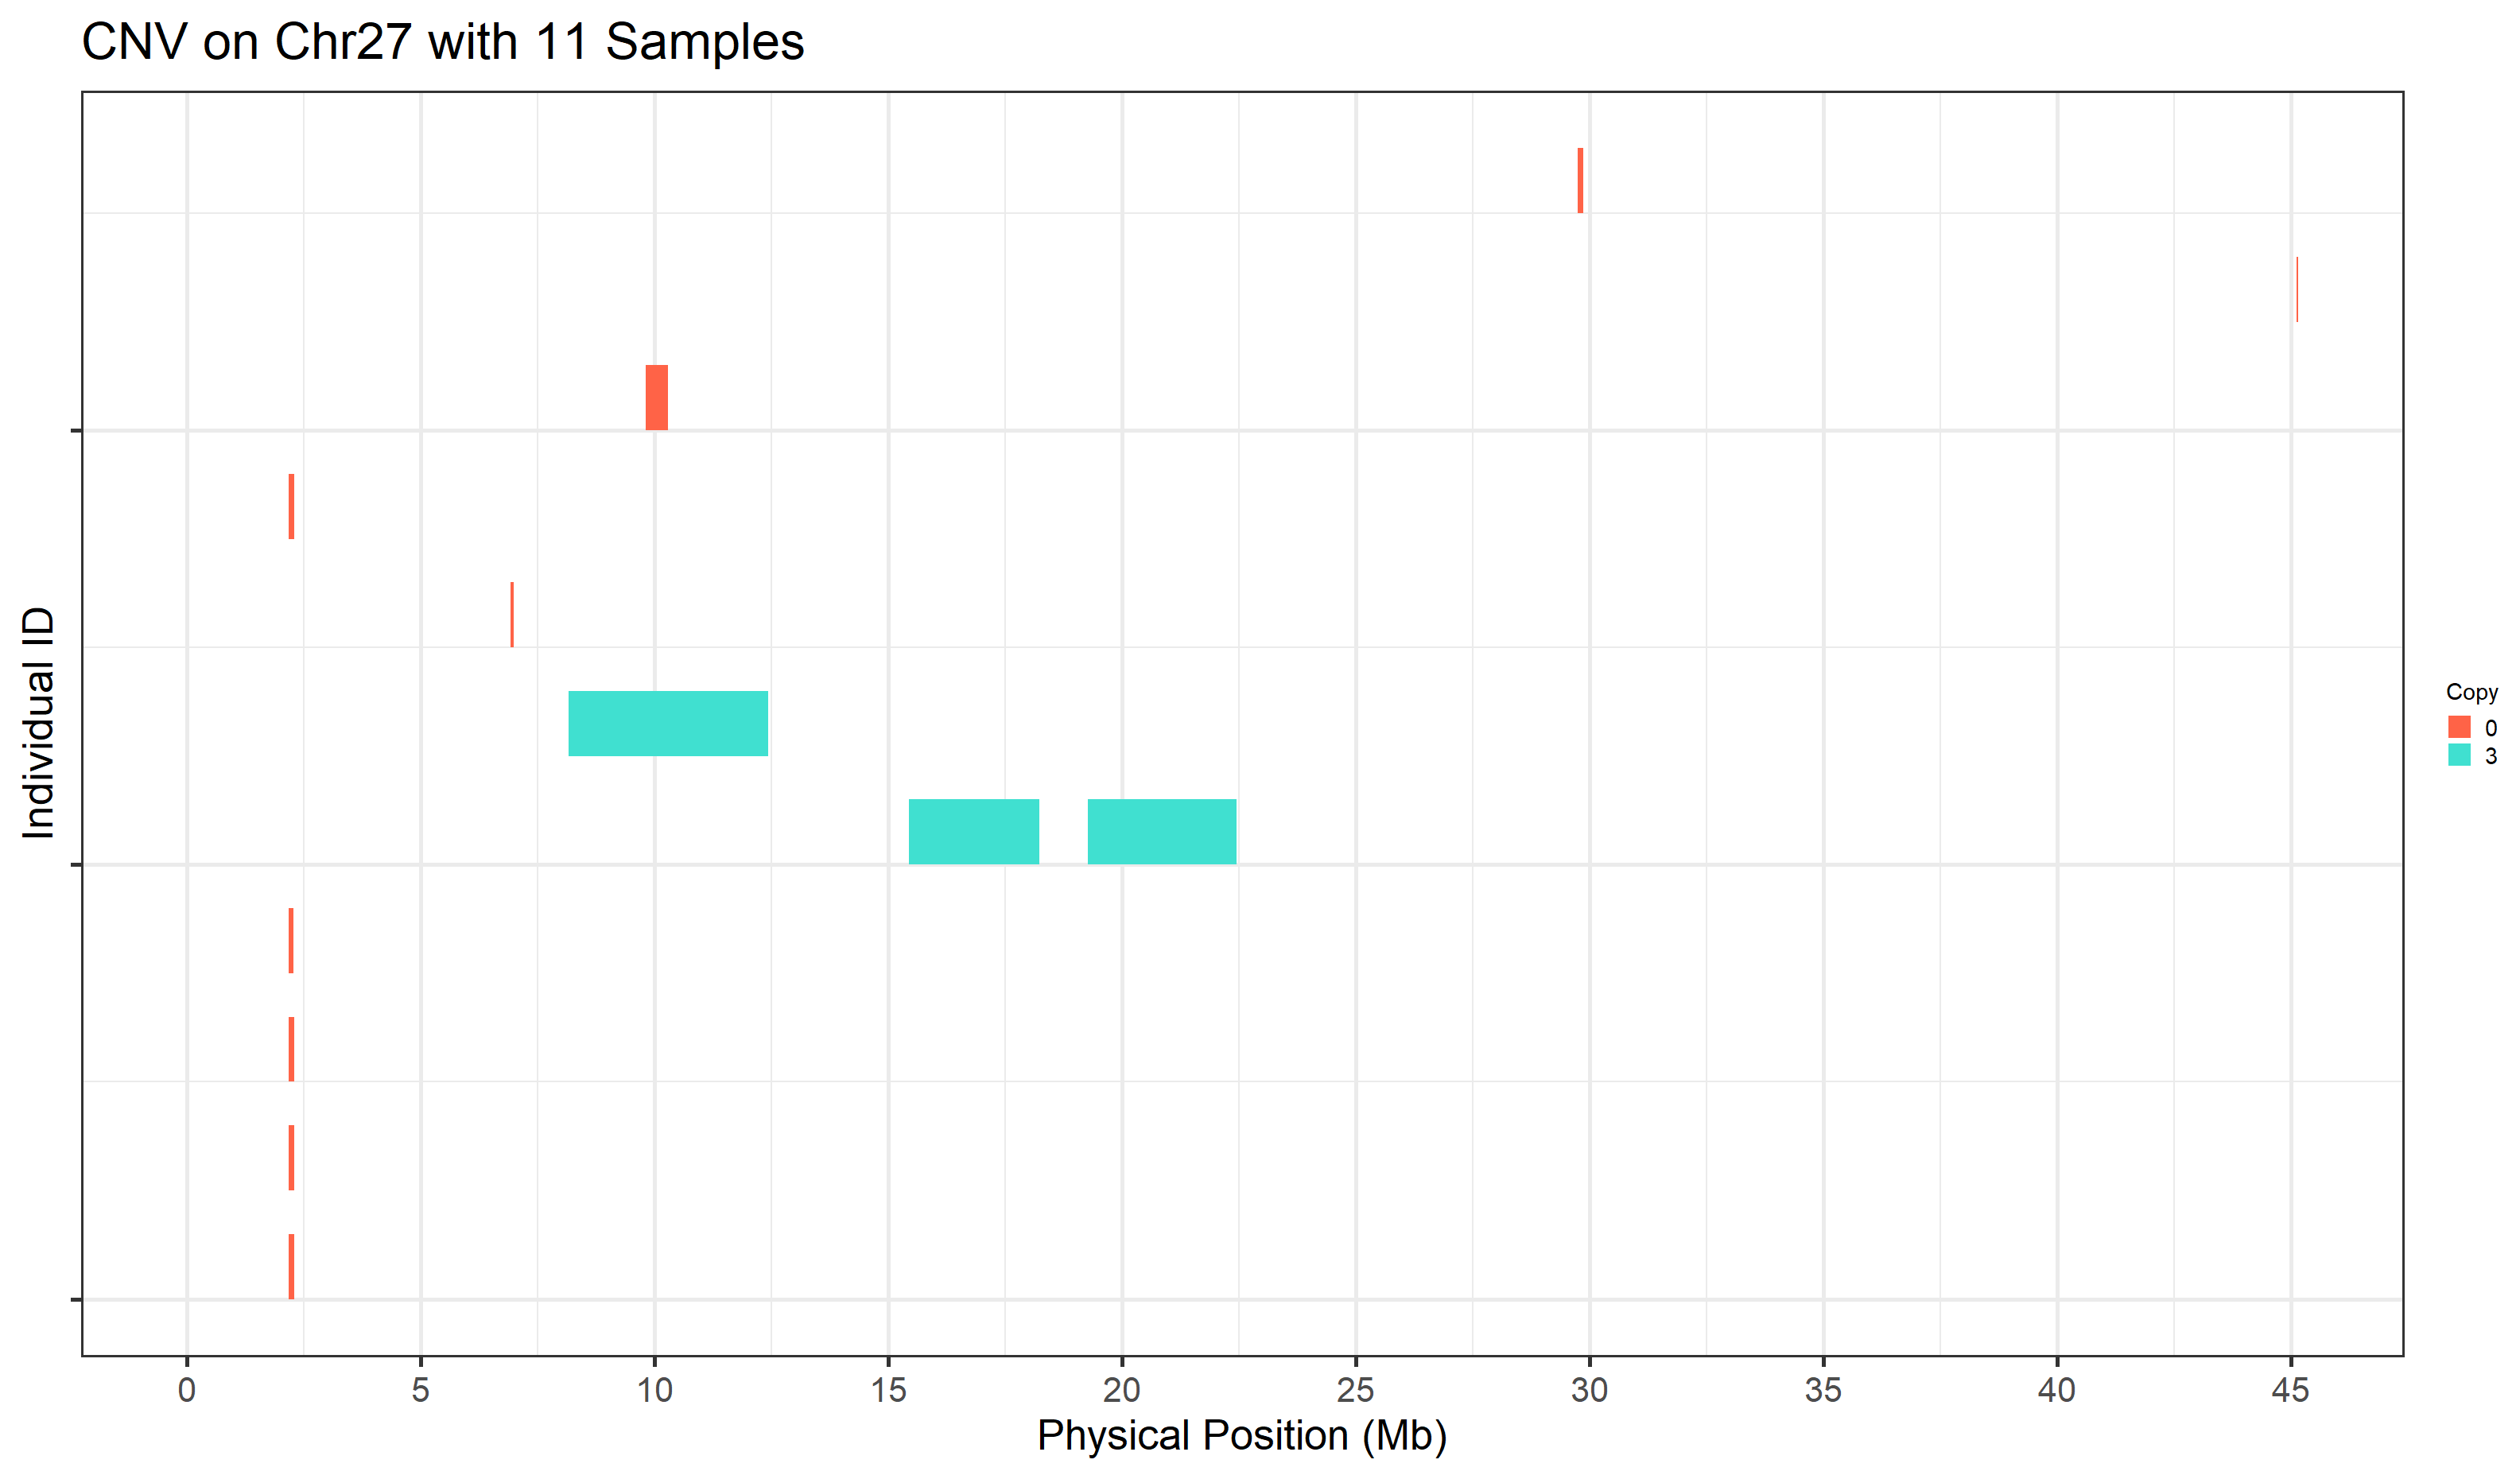 CNV on Chr27 with 11 Samples
Individual ID
Copy
0
3
0 5 10 15 20 25 30 35 40 45
Physical Position (Mb)